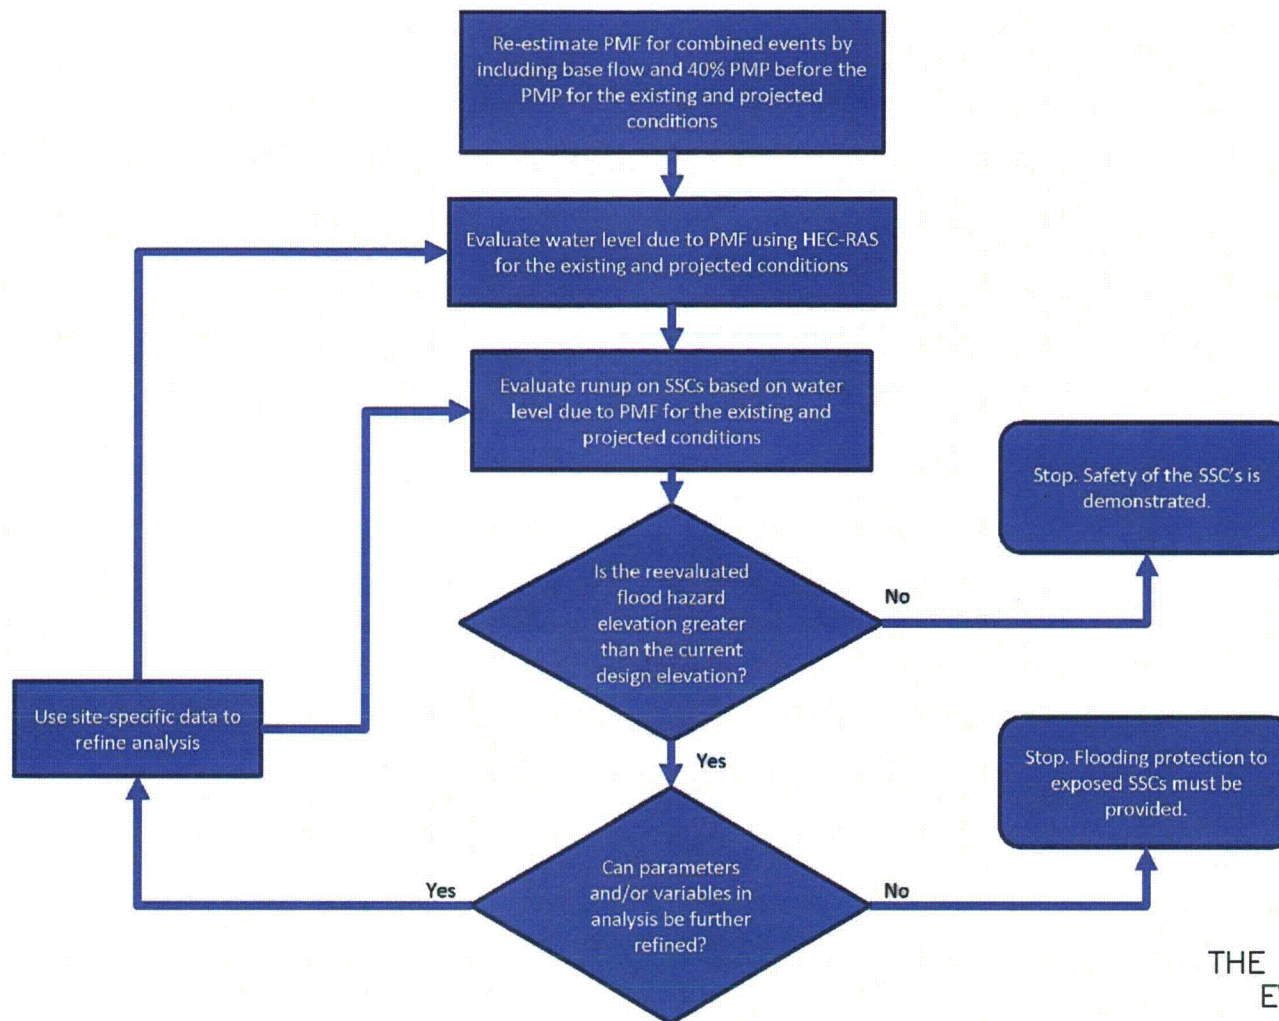 Re-estimate PMF for combined events by
including base flow and 40% PMP before the
PMP for the existing and projected
conditions
Evaluate water level due to PMF using HEC-RAS
for the existing and projected conditions
Evaluate runup on SSCs based on water
level due to PMF for the existing and
projected conditions
Stop. Safety of the SSC's is
demonstrated.
Is the reevaluated
flood hazard
elevation greater
than the current
design elevation?
No
Use site-specific data to
refine analysis
Yes
Stop. Flooding protection to
exposed SSCs must be
provided.
Can parameters
and/or variables in
analysis be further
refined?
Yes
No
THE